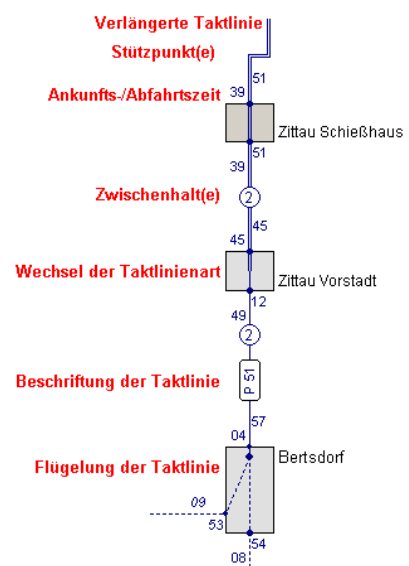 Verlängerte Taktlinie
Stützpunkt(e)
51
Ankunfts-/Abfahrtszeit
39
Zittau Schießhaus
51
39
Zwischenhalt(e)
2
45
45
Wechsel der Taktlinienart
Zittau Vorstadt
12
49
2
Beschriftung der Taktlinie
P 51
57
04
Bertsdorf
Flügelung der Taktlinie
09
53
54
08